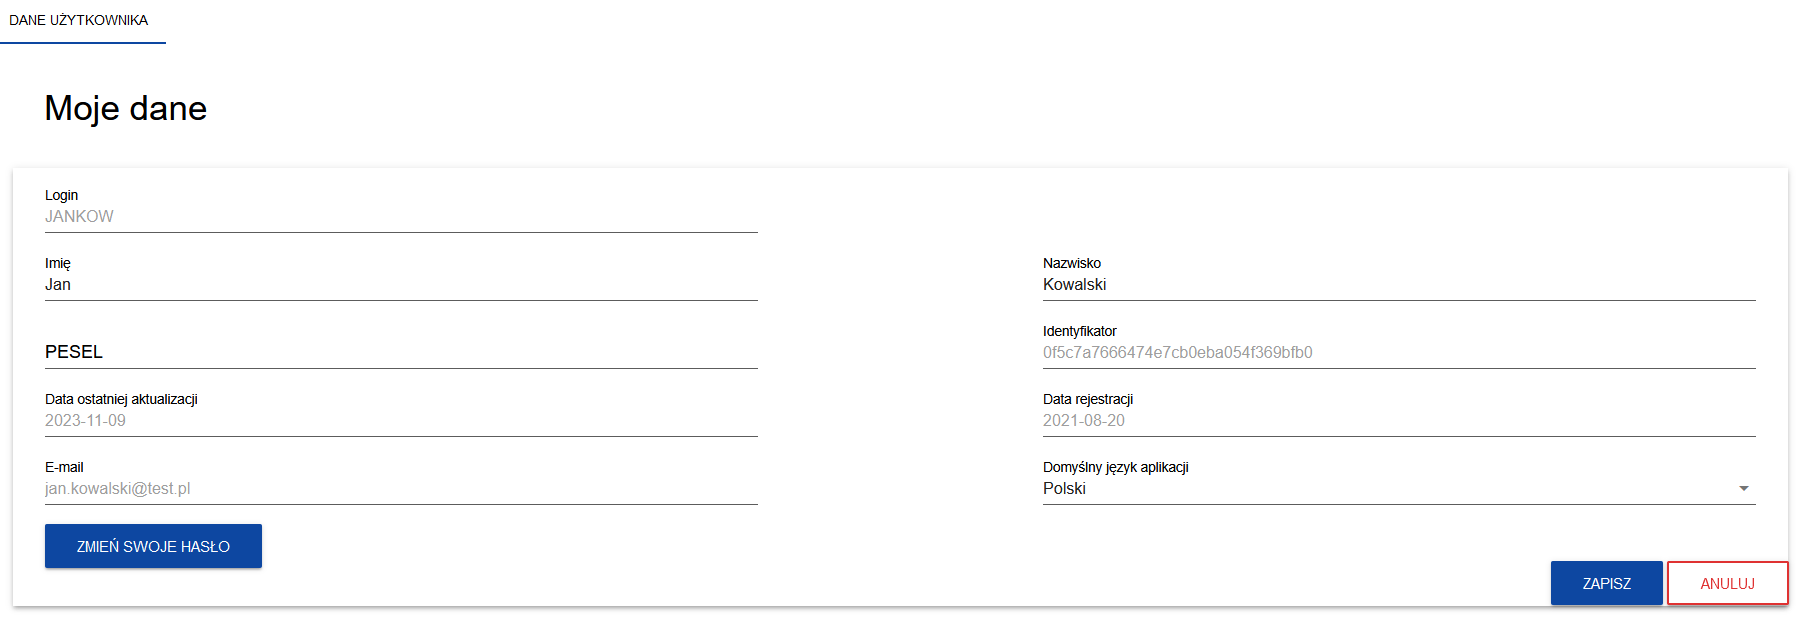 DANE UŻYTKOWNIKA
Moje dane
Login
JANKOW
Imię
Jan
Nazwisko
Kowalski
PESEL
Identyfikator
0f5c7a7666474e7cb0eba054f369bfb0
Data ostatniej aktualizacji
2023-11-09
Data rejestracji
2021-08-20
E-mail
jan.kowalski@test.pl
Domyślny język aplikacji
Polski
ZMIEŃ SWOJE HASŁO
ZAPISZ
ANULUJ